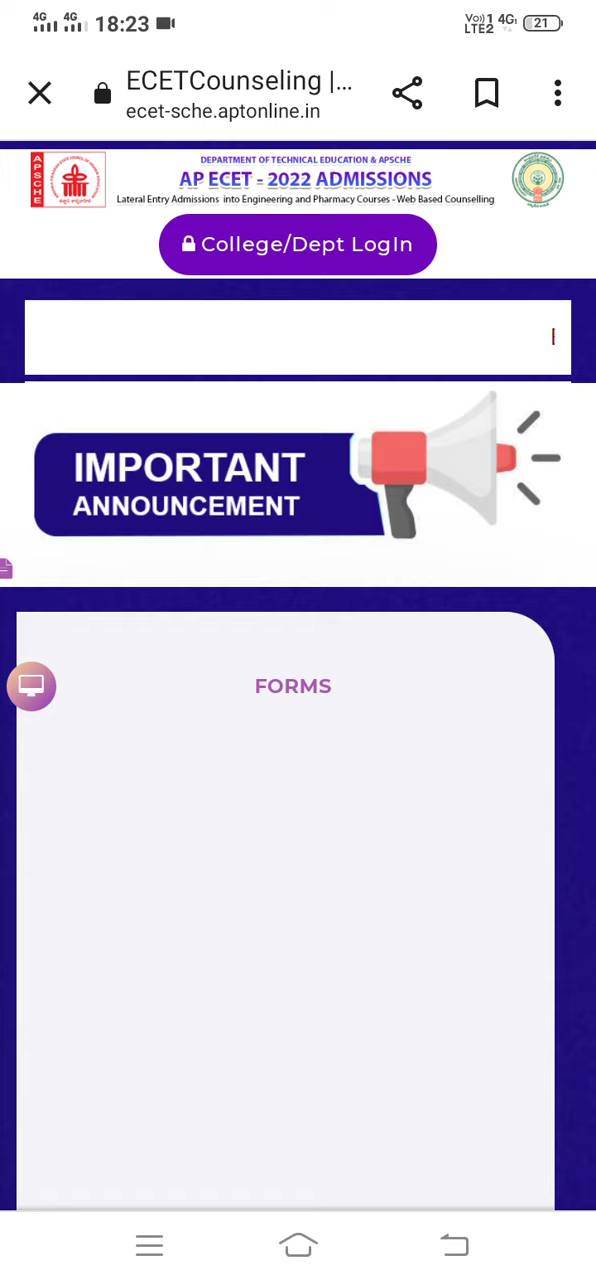 4G 4G 18:23 Vo))1 4G 21
LTE2
ECETCounseling |...
ecet-sche.aptonline.in
APSCHE
DEPARTMENT OF TECHNICAL EDUCATION & APSCHE
AP ECET - 2022 ADMISSIONS
Lateral Entry Admissions into Engineering and Pharmacy Courses - Web Based Counselling
College/Dept LogIn
IMPORTANT
ANNOUNCEMENT
FORMS